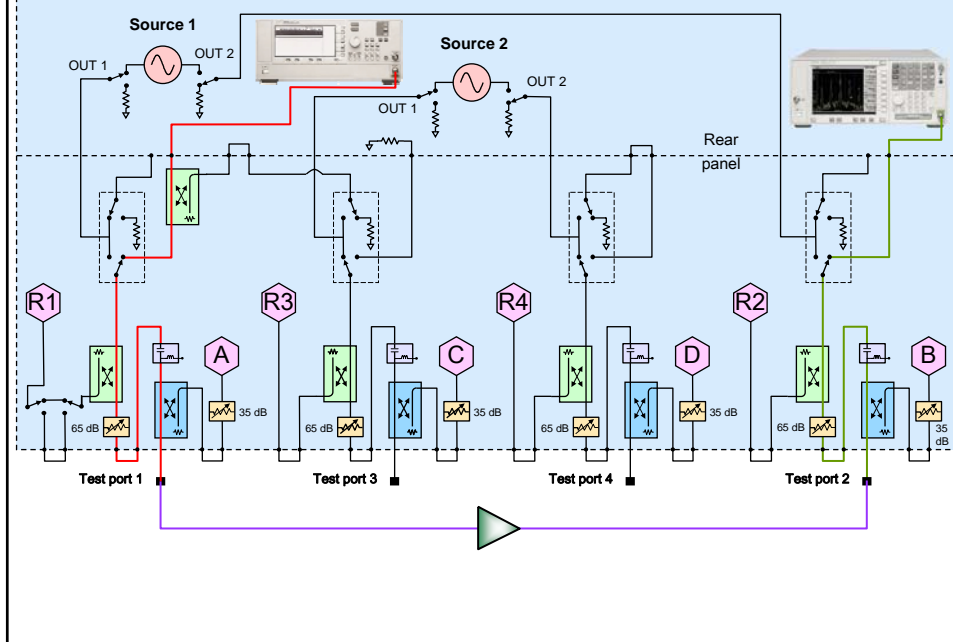 Source 1
OUT 1
OUT 2
Source 2
OUT 1
OUT 2
Rear
panel
R1
R3
R4
R2
A
C
D
B
65 dB
35 dB
65 dB
35 dB
65 dB
35 dB
65 dB
35
dB
Test port 1
Test port 3
Test port 4
Test port 2